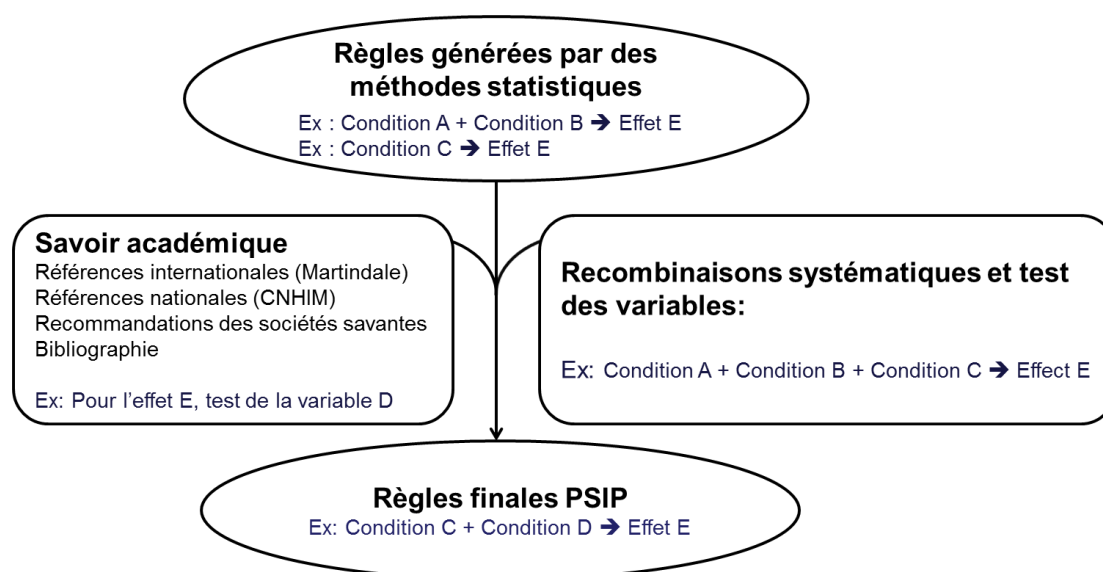 Règles générées par des
méthodes statistiques
Ex : Condition A + Condition B ➔ Effet E
Ex : Condition C ➔ Effet E
Savoir académique
Références internationales (Martindale)
Références nationales (CNHIM)
Recommandations des sociétés savantes
Bibliographie
Ex: Pour l'effet E, test de la variable D
Recombinaisons systématiques et test
des variables:
Ex: Condition A + Condition B + Condition C ➔ Effect E
Règles finales PSIP
Ex: Condition C + Condition D ➔ Effet E